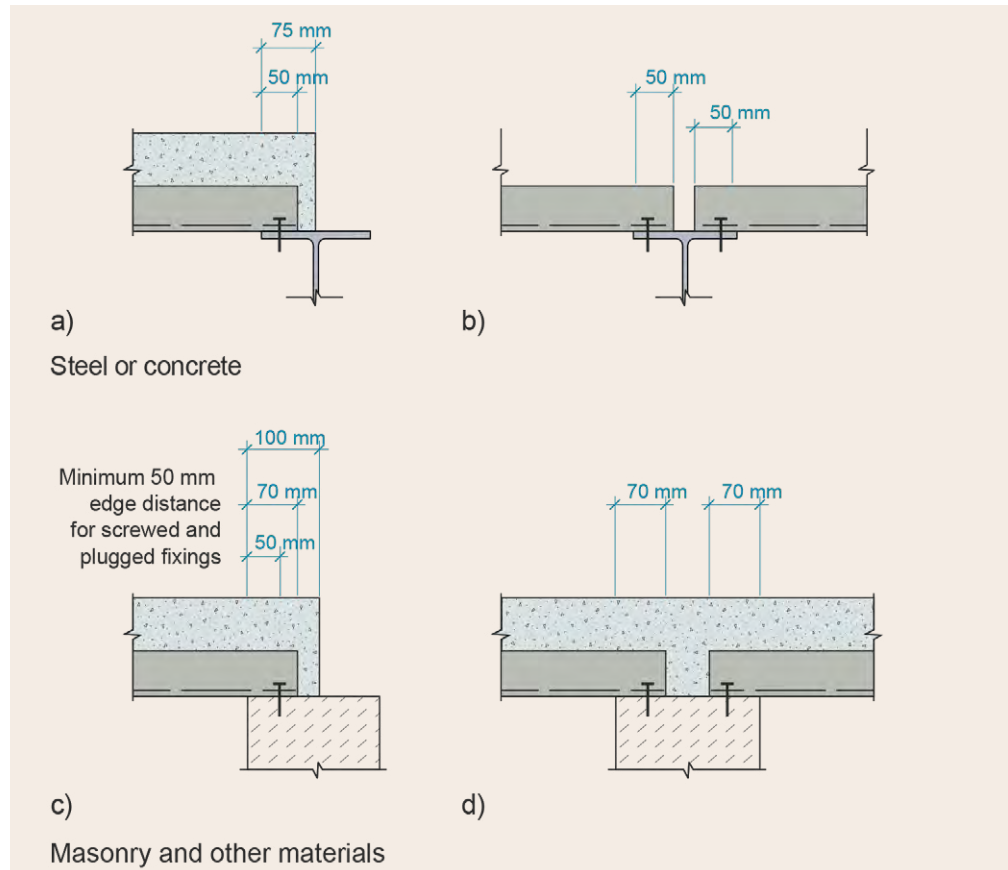 75 mm
50 mm
50 mm
50 mm
a)
b)
Steel or concrete
100 mm
Minimum 50 mm
edge distance
for screwed and
plugged fixings
70 mm
50 mm
70 mm
70 mm
c)
d)
Masonry and other materials